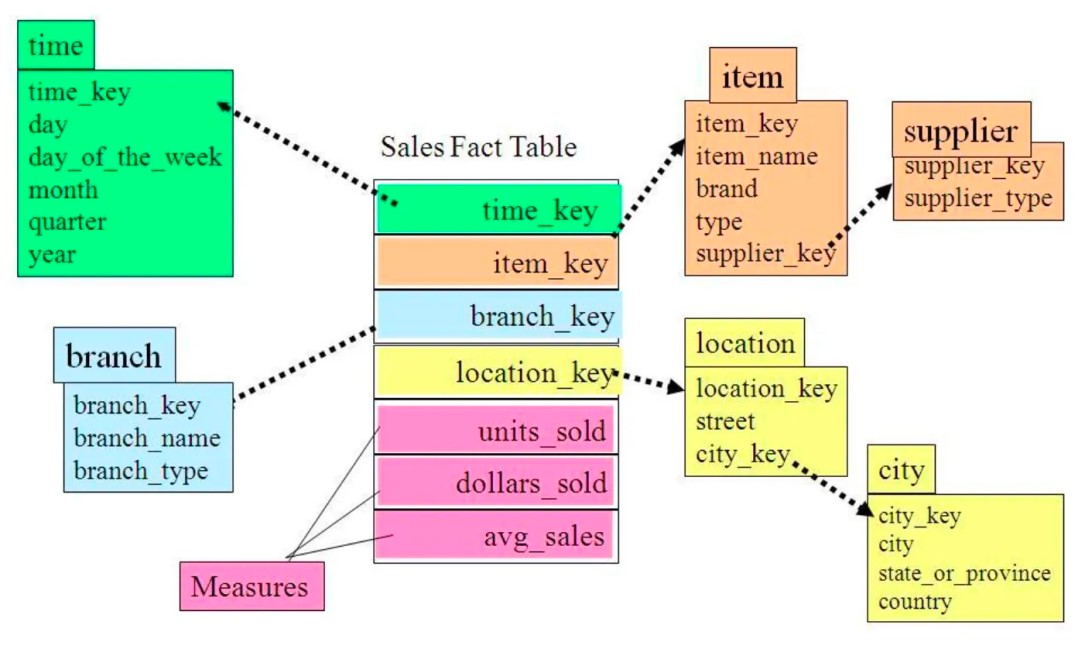 time
time_key
day
day_of_the_week
month
quarter
year
branch
branch_key
branch_name
branch_type
Sales Fact Table
time_key
item_key
branch_key
location_key
units_sold
dollars_sold
avg_sales
Measures
item
item_key
item_name
brand
type
supplier_key
supplier
supplier_key
supplier_type
location
location_key
street
city_key
city
city_key
city
state_or_province
country